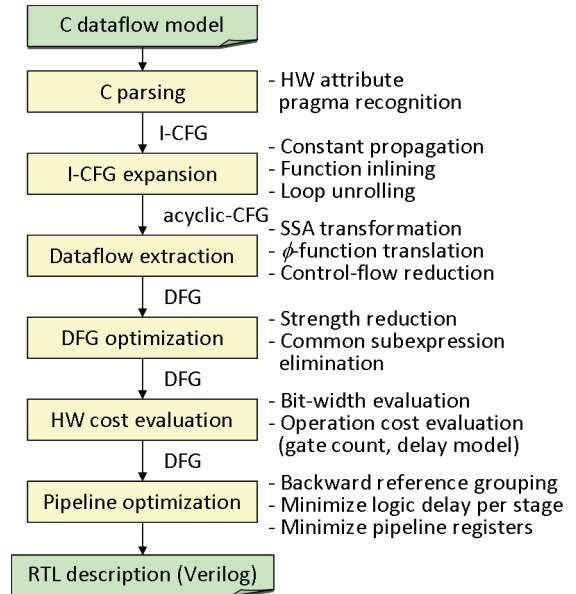 C dataflow model
C parsing
- HW attribute
pragma recognition
I-CFG
I-CFG expansion
- Constant propagation
- Function inlining
- Loop unrolling
acyclic-CFG
Dataflow extraction
- SSA transformation
- ϕ-function translation
- Control-flow reduction
DFG
DFG optimization
- Strength reduction
- Common subexpression
elimination
DFG
HW cost evaluation
- Bit-width evaluation
- Operation cost evaluation
(gate count, delay model)
DFG
Pipeline optimization
- Backward reference grouping
- Minimize logic delay per stage
- Minimize pipeline registers
RTL description (Verilog)